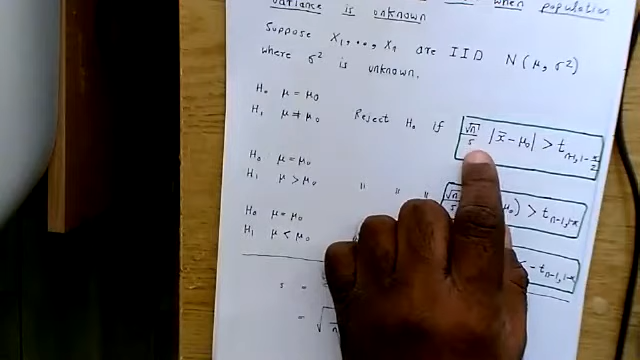 variance is unknown when population
Suppose X₁, ..., Xₙ are IID N(μ, σ²)
where σ² is unknown.
H₀ μ = μ₀
H₁ μ ≠ μ₀ Reject H₀ if √n/s |x̄ - μ₀| > t n-1, 1-α/2
H₀ μ = μ₀
H₁ μ > μ₀ " " " √n/s μ₀) > t n-1, 1-α
H₀ μ = μ₀
H₁ μ < μ₀ < - t n-1, 1-α
s =
= √